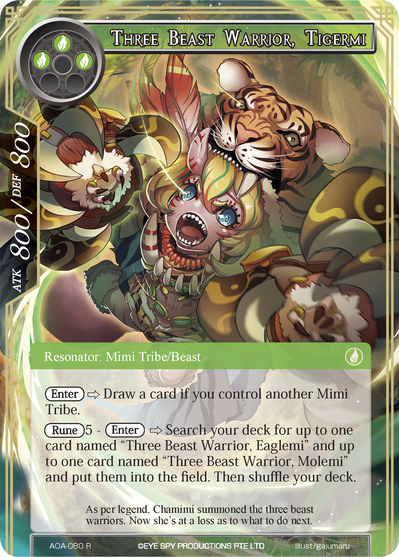 Three Beast Warrior, Tigermi
ATK 800/DEF 800
Resonator: Mimi Tribe/Beast
Enter ⇨ Draw a card if you control another Mimi
Tribe.
Rune 5 - Enter ⇨ Search your deck for up to one
card named “Three Beast Warrior, Eaglemi” and up
to one card named “Three Beast Warrior, Molemi”
and put them into the field. Then shuffle your deck.
As per legend, Chamimi summoned the three beast
warriors. Now she's at a loss as to what to do next.
AOA-080 R ©EYE SPY PRODUCTIONS PTE LTD Illust/gaiumaru